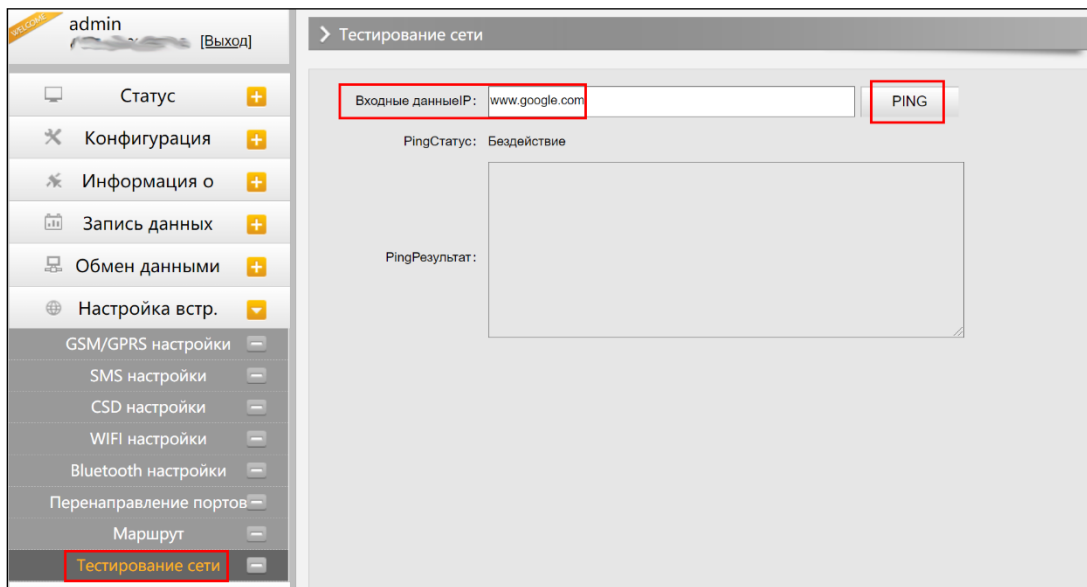 WELCOME
admin
[Выход]
Статус
Конфигурация
Информация о
Запись данных
Обмен данными
Настройка встр.
GSM/GPRS настройки
SMS настройки
CSD настройки
WIFI настройки
Bluetooth настройки
Перенаправление портов
Маршрут
Тестирование сети
Тестирование сети
Входные данныеIP: www.google.com PING
PingСтатус: Бездействие
PingРезультат: